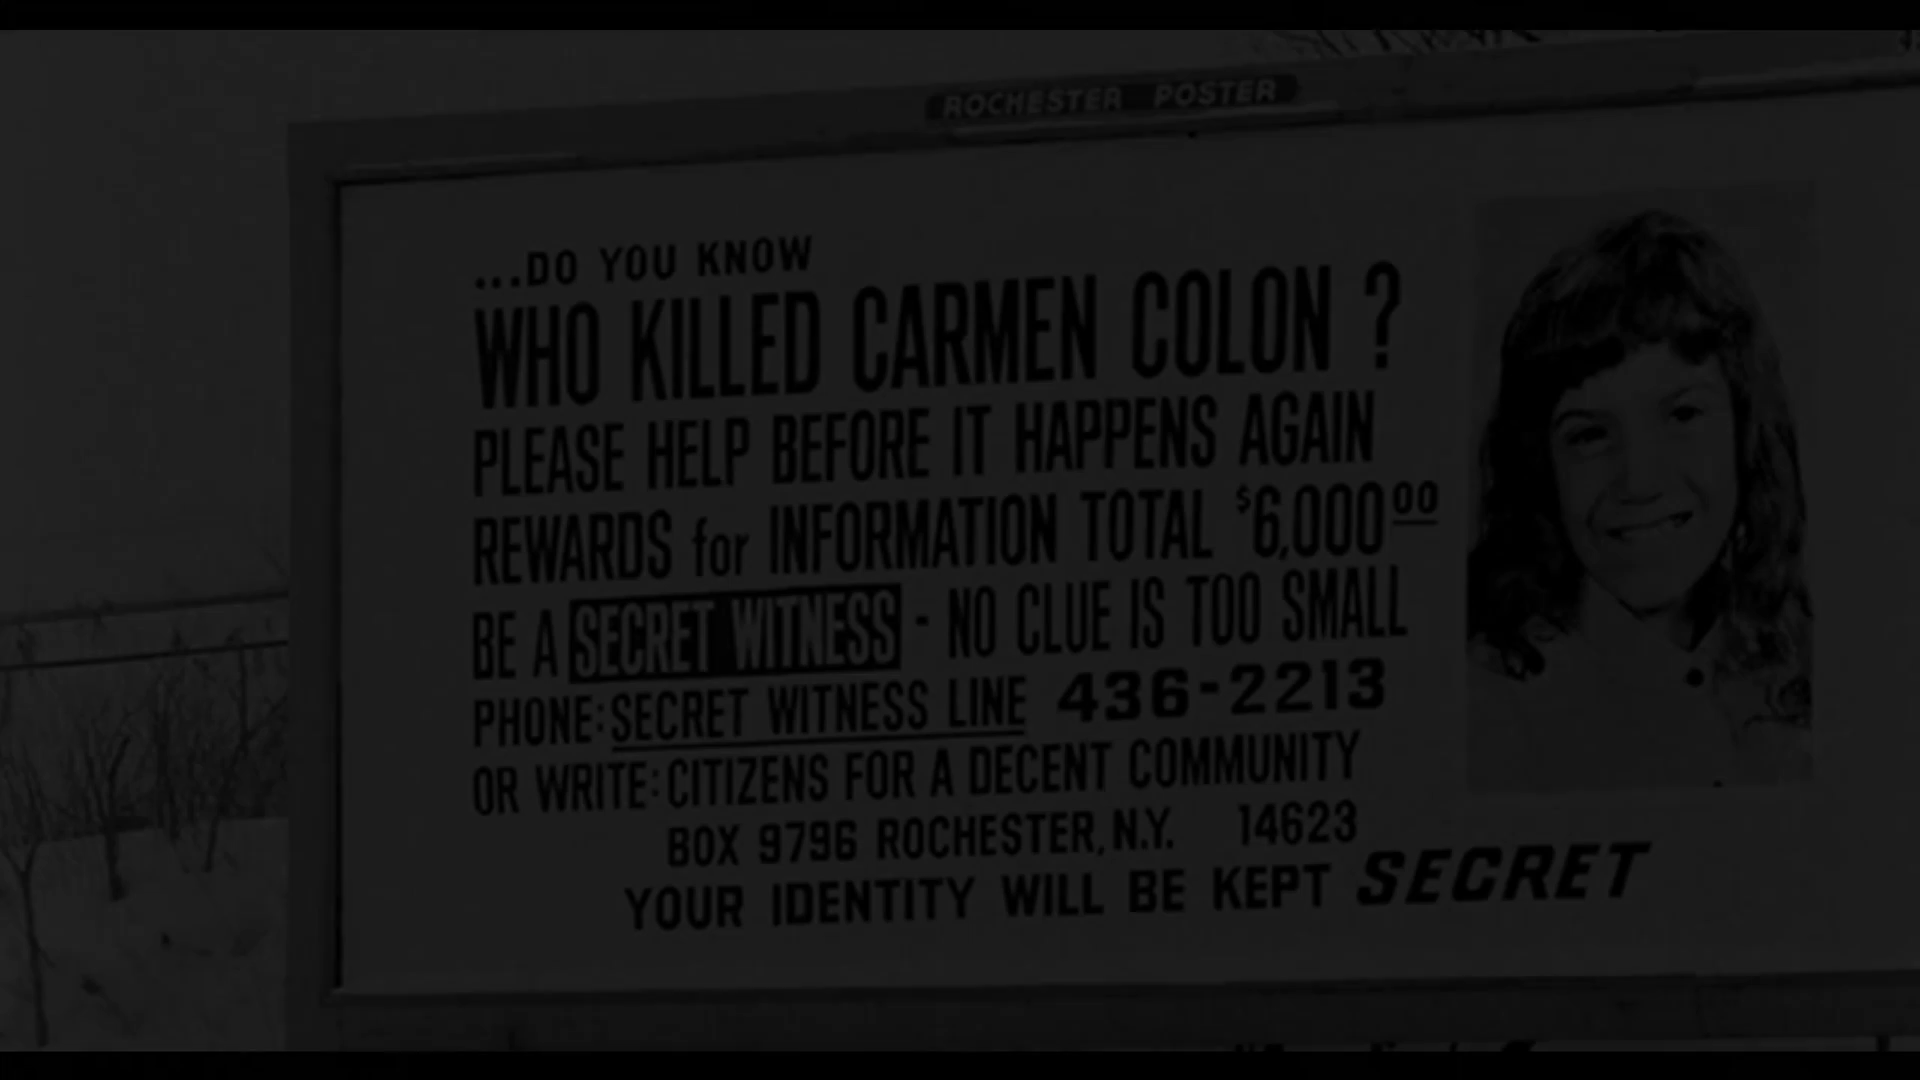 ROCHESTER POSTER
...DO YOU KNOW
WHO KILLED CARMEN COLON ?
PLEASE HELP BEFORE IT HAPPENS AGAIN
REWARDS for INFORMATION TOTAL $6,000 00
BE A SECRET WITNESS - NO CLUE IS TOO SMALL
PHONE: SECRET WITNESS LINE 436-2213
OR WRITE: CITIZENS FOR A DECENT COMMUNITY
BOX 9796 ROCHESTER, N.Y. 14623
YOUR IDENTITY WILL BE KEPT SECRET